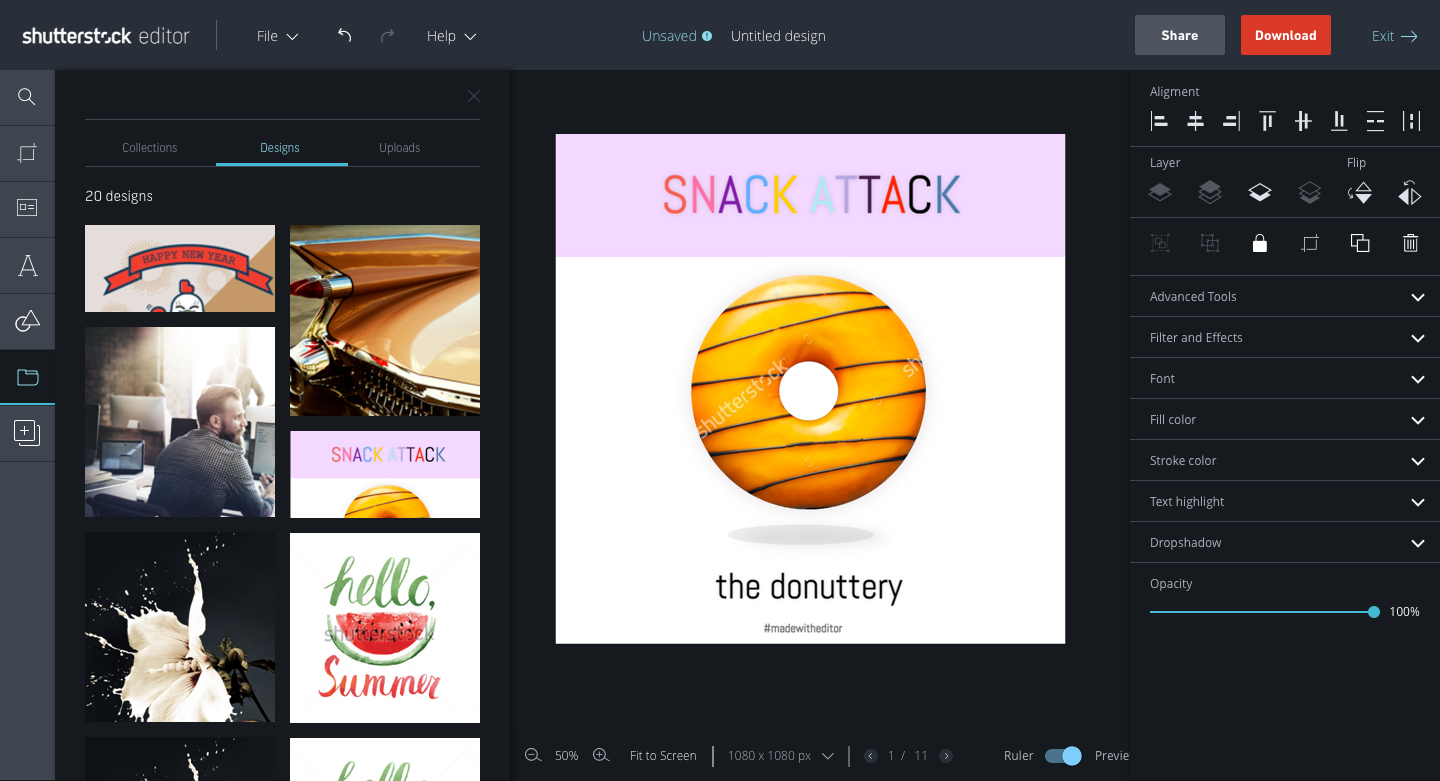 shutterstock editor
File
Help
Unsaved
Untitled design
Share
Download
Exit
Collections
Designs
Uploads
20 designs
HAPPY NEW YEAR
SNACK ATTACK
hello,
shutterstock
Summer
hello
SNACK ATTACK
shutterstock
sh
the donuttery
#madewitheditor
50%
Fit to Screen
1080 x 1080 px
1 / 11
Ruler
Previe
Aligment
Layer
Flip
Advanced Tools
Filter and Effects
Font
Fill color
Stroke color
Text highlight
Dropshadow
Opacity
100%